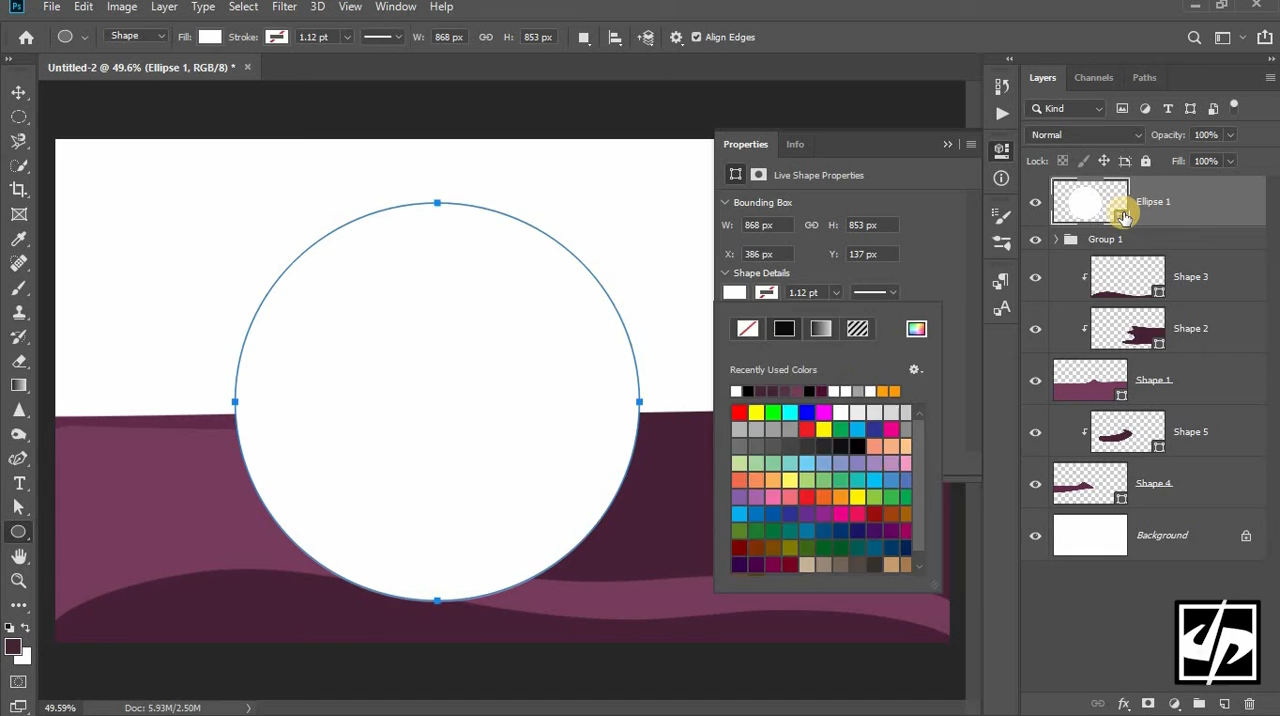 Ps File Edit Image Layer Type Select Filter 3D View Window Help
Shape Fill: Stroke: 1.12 pt W: 868 px H: 853 px Align Edges
Untitled-2 @ 49.6% (Ellipse 1, RGB/8) * ×
Properties Info
Live Shape Properties
Bounding Box
W: 868 px H: 853 px
X: 386 px Y: 137 px
Shape Details
1.12 pt
Recently Used Colors
Layers Channels Paths
Kind
Normal Opacity: 100%
Lock: Fill: 100%
Ellipse 1
Group 1
Shape 3
Shape 2
Shape 1
Shape 5
Shape 4
Background
49.59% Doc: 5.93M/2.50M